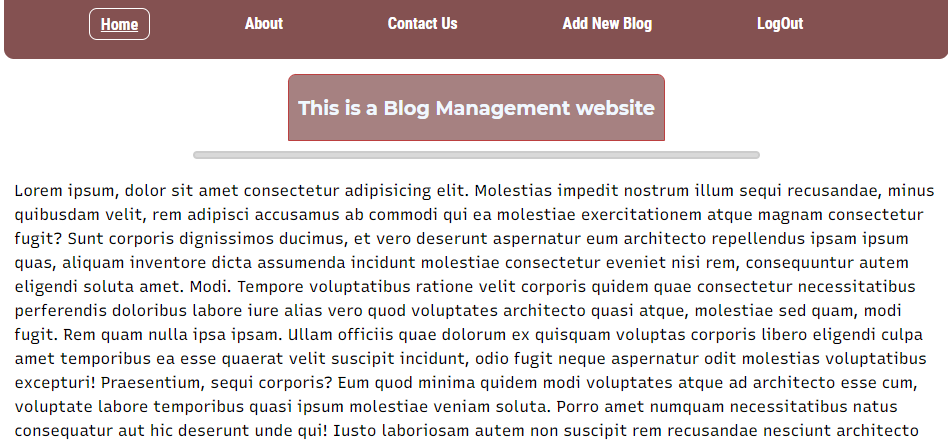 Home About Contact Us Add New Blog LogOut
This is a Blog Management website
Lorem ipsum, dolor sit amet consectetur adipisicing elit. Molestias impedit nostrum illum sequi recusandae, minus
quibusdam velit, rem adipisci accusamus ab commodi qui ea molestiae exercitationem atque magnam consectetur
fugit? Sunt corporis dignissimos ducimus, et vero deserunt aspernatur eum architecto repellendus ipsam ipsum
quas, aliquam inventore dicta assumenda incidunt molestiae consectetur eveniet nisi rem, consequuntur autem
eligendi soluta amet. Modi. Tempore voluptatibus ratione velit corporis quidem quae consectetur necessitatibus
perferendis doloribus labore iure alias vero quod voluptates architecto quasi atque, molestiae sed quam, modi
fugit. Rem quam nulla ipsa ipsam. Ullam officiis quae dolorum ex quisquam voluptas corporis libero eligendi culpa
amet temporibus ea esse quaerat velit suscipit incidunt, odio fugit neque aspernatur odit molestias voluptatibus
excepturi! Praesentium, sequi corporis? Eum quod minima quidem modi voluptates atque ad architecto esse cum,
voluptate labore temporibus quasi ipsum molestiae veniam soluta. Porro amet numquam necessitatibus natus
consequatur aut hic deserunt unde qui! Iusto laboriosam autem non suscipit rem recusandae nesciunt architecto